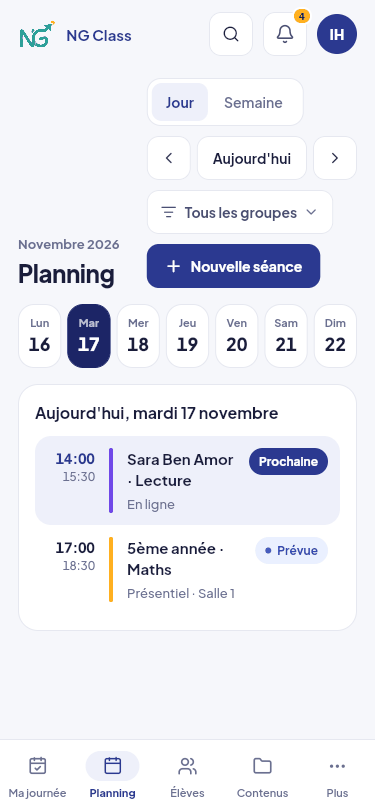 NG
NG Class
4
IH
Jour
Semaine
Aujourd'hui
Tous les groupes
Novembre 2026
Planning
Nouvelle séance
Lun
16
Mar
17
Mer
18
Jeu
19
Ven
20
Sam
21
Dim
22
Aujourd'hui, mardi 17 novembre
14:00
15:30
Sara Ben Amor
· Lecture
En ligne
Prochaine
17:00
18:30
5ème année ·
Maths
Présentiel · Salle 1
Prévue
Ma journée
Planning
Élèves
Contenus
Plus